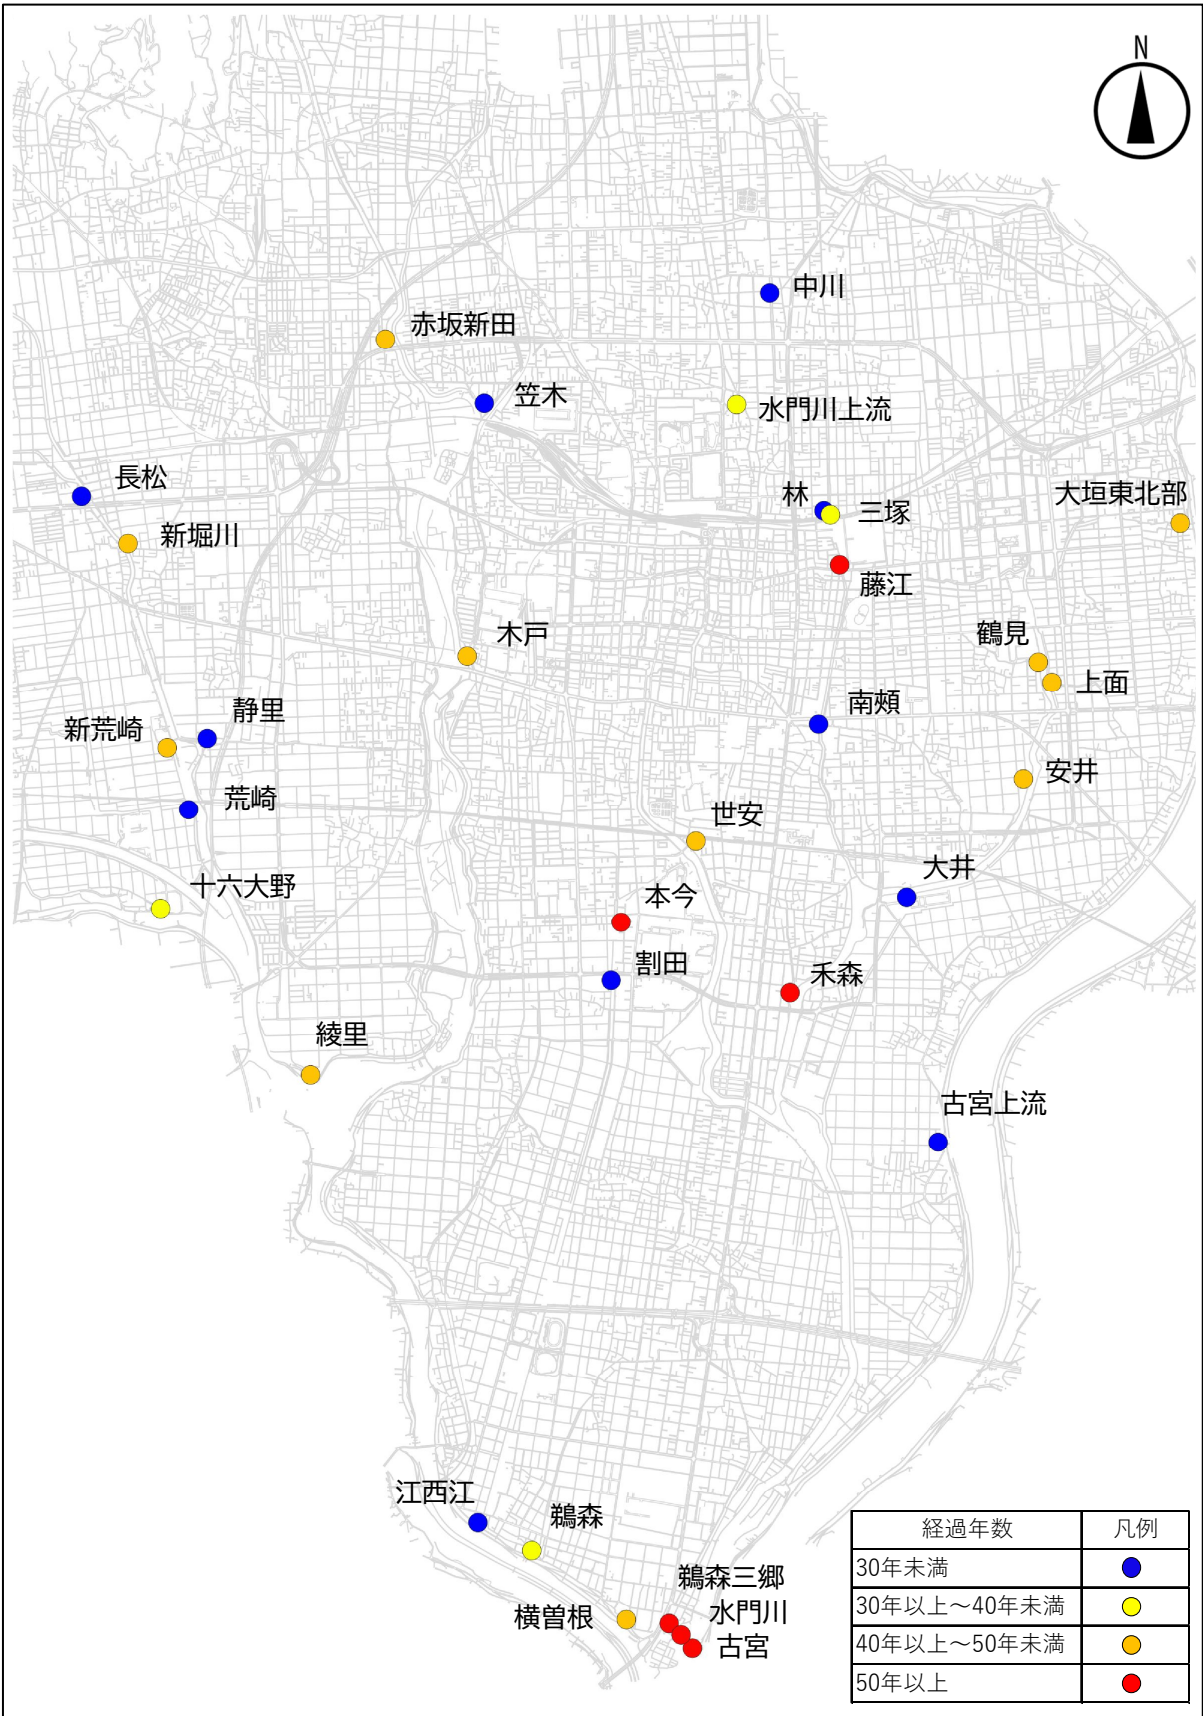 N
中川
赤坂新田
笠木
水門川上流
長松
林
三塚
大垣東北部
新堀川
藤江
木戸
鶴見
上面
静里
新荒崎
南頰
安井
荒崎
世安
大井
十六大野
本今
割田
禾森
綾里
古宮上流
江西江
鵜森
鵜森三郷
水門川
横曽根
古宮
経過年数 凡例
30年未満
30年以上～40年未満
40年以上～50年未満
50年以上